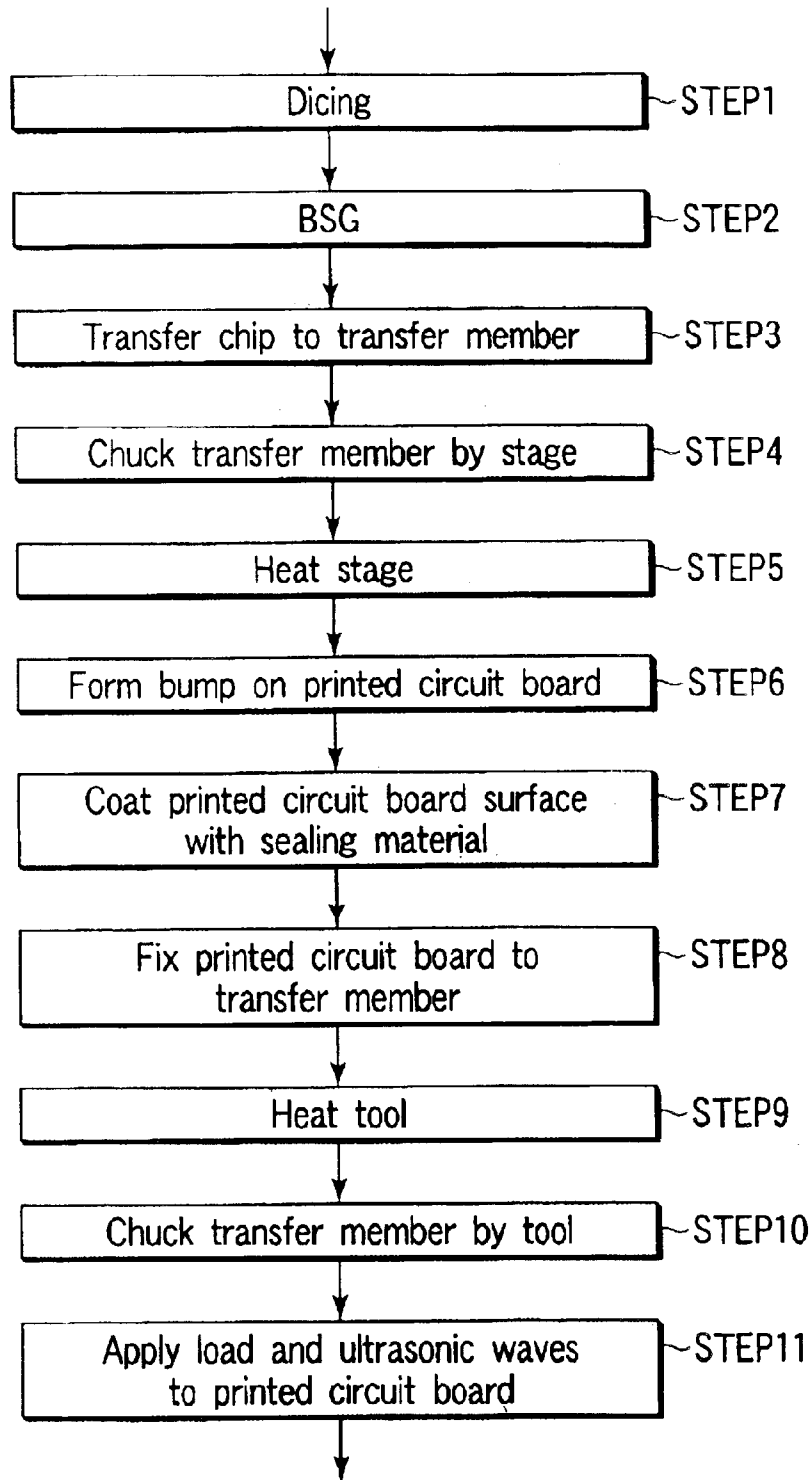 Dicing
STEP1
BSG
STEP2
Transfer chip to transfer member
STEP3
Chuck transfer member by stage
STEP4
Heat stage
STEP5
Form bump on printed circuit board
STEP6
Coat printed circuit board surface
with sealing material
STEP7
Fix printed circuit board to
transfer member
STEP8
Heat tool
STEP9
Chuck transfer member by tool
STEP10
Apply load and ultrasonic waves
to printed circuit board
STEP11